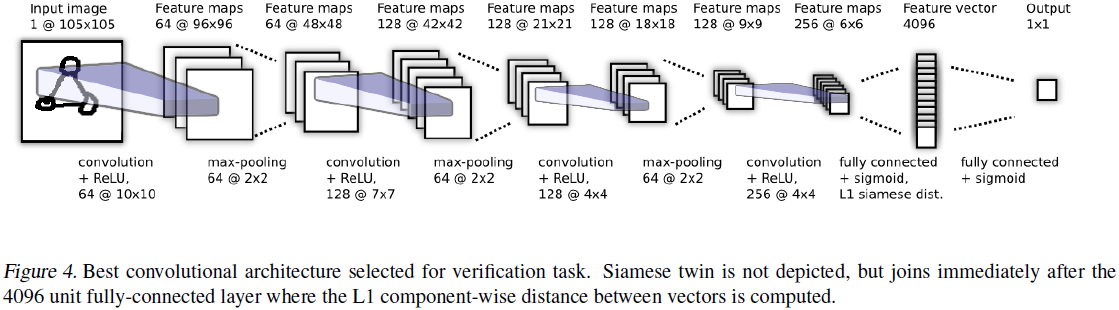 Input image
1 @ 105x105
Feature maps
64 @ 96x96
Feature maps
64 @ 48x48
Feature maps
128 @ 42x42
Feature maps
128 @ 21x21
Feature maps
128 @ 18x18
Feature maps
128 @ 9x9
Feature maps
256 @ 6x6
Feature vector
4096
Output
1x1
convolution
+ ReLU,
64 @ 10x10
max-pooling
64 @ 2x2
convolution
+ ReLU,
128 @ 7x7
max-pooling
64 @ 2x2
convolution
+ ReLU,
128 @ 4x4
max-pooling
64 @ 2x2
convolution
+ ReLU,
256 @ 4x4
fully connected
+ sigmoid,
L1 siamese dist.
fully connected
+ sigmoid
Figure 4. Best convolutional architecture selected for verification task. Siamese twin is not depicted, but joins immediately after the
4096 unit fully-connected layer where the L1 component-wise distance between vectors is computed.